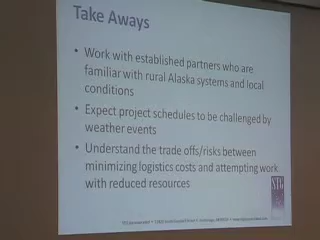 Take Aways
• Work with established partners who are
familiar with rural Alaska systems and local
conditions
• Expect project schedules to be challenged by
weather events
• Understand the trade offs/risks between
minimizing logistics costs and attempting work
with reduced resources